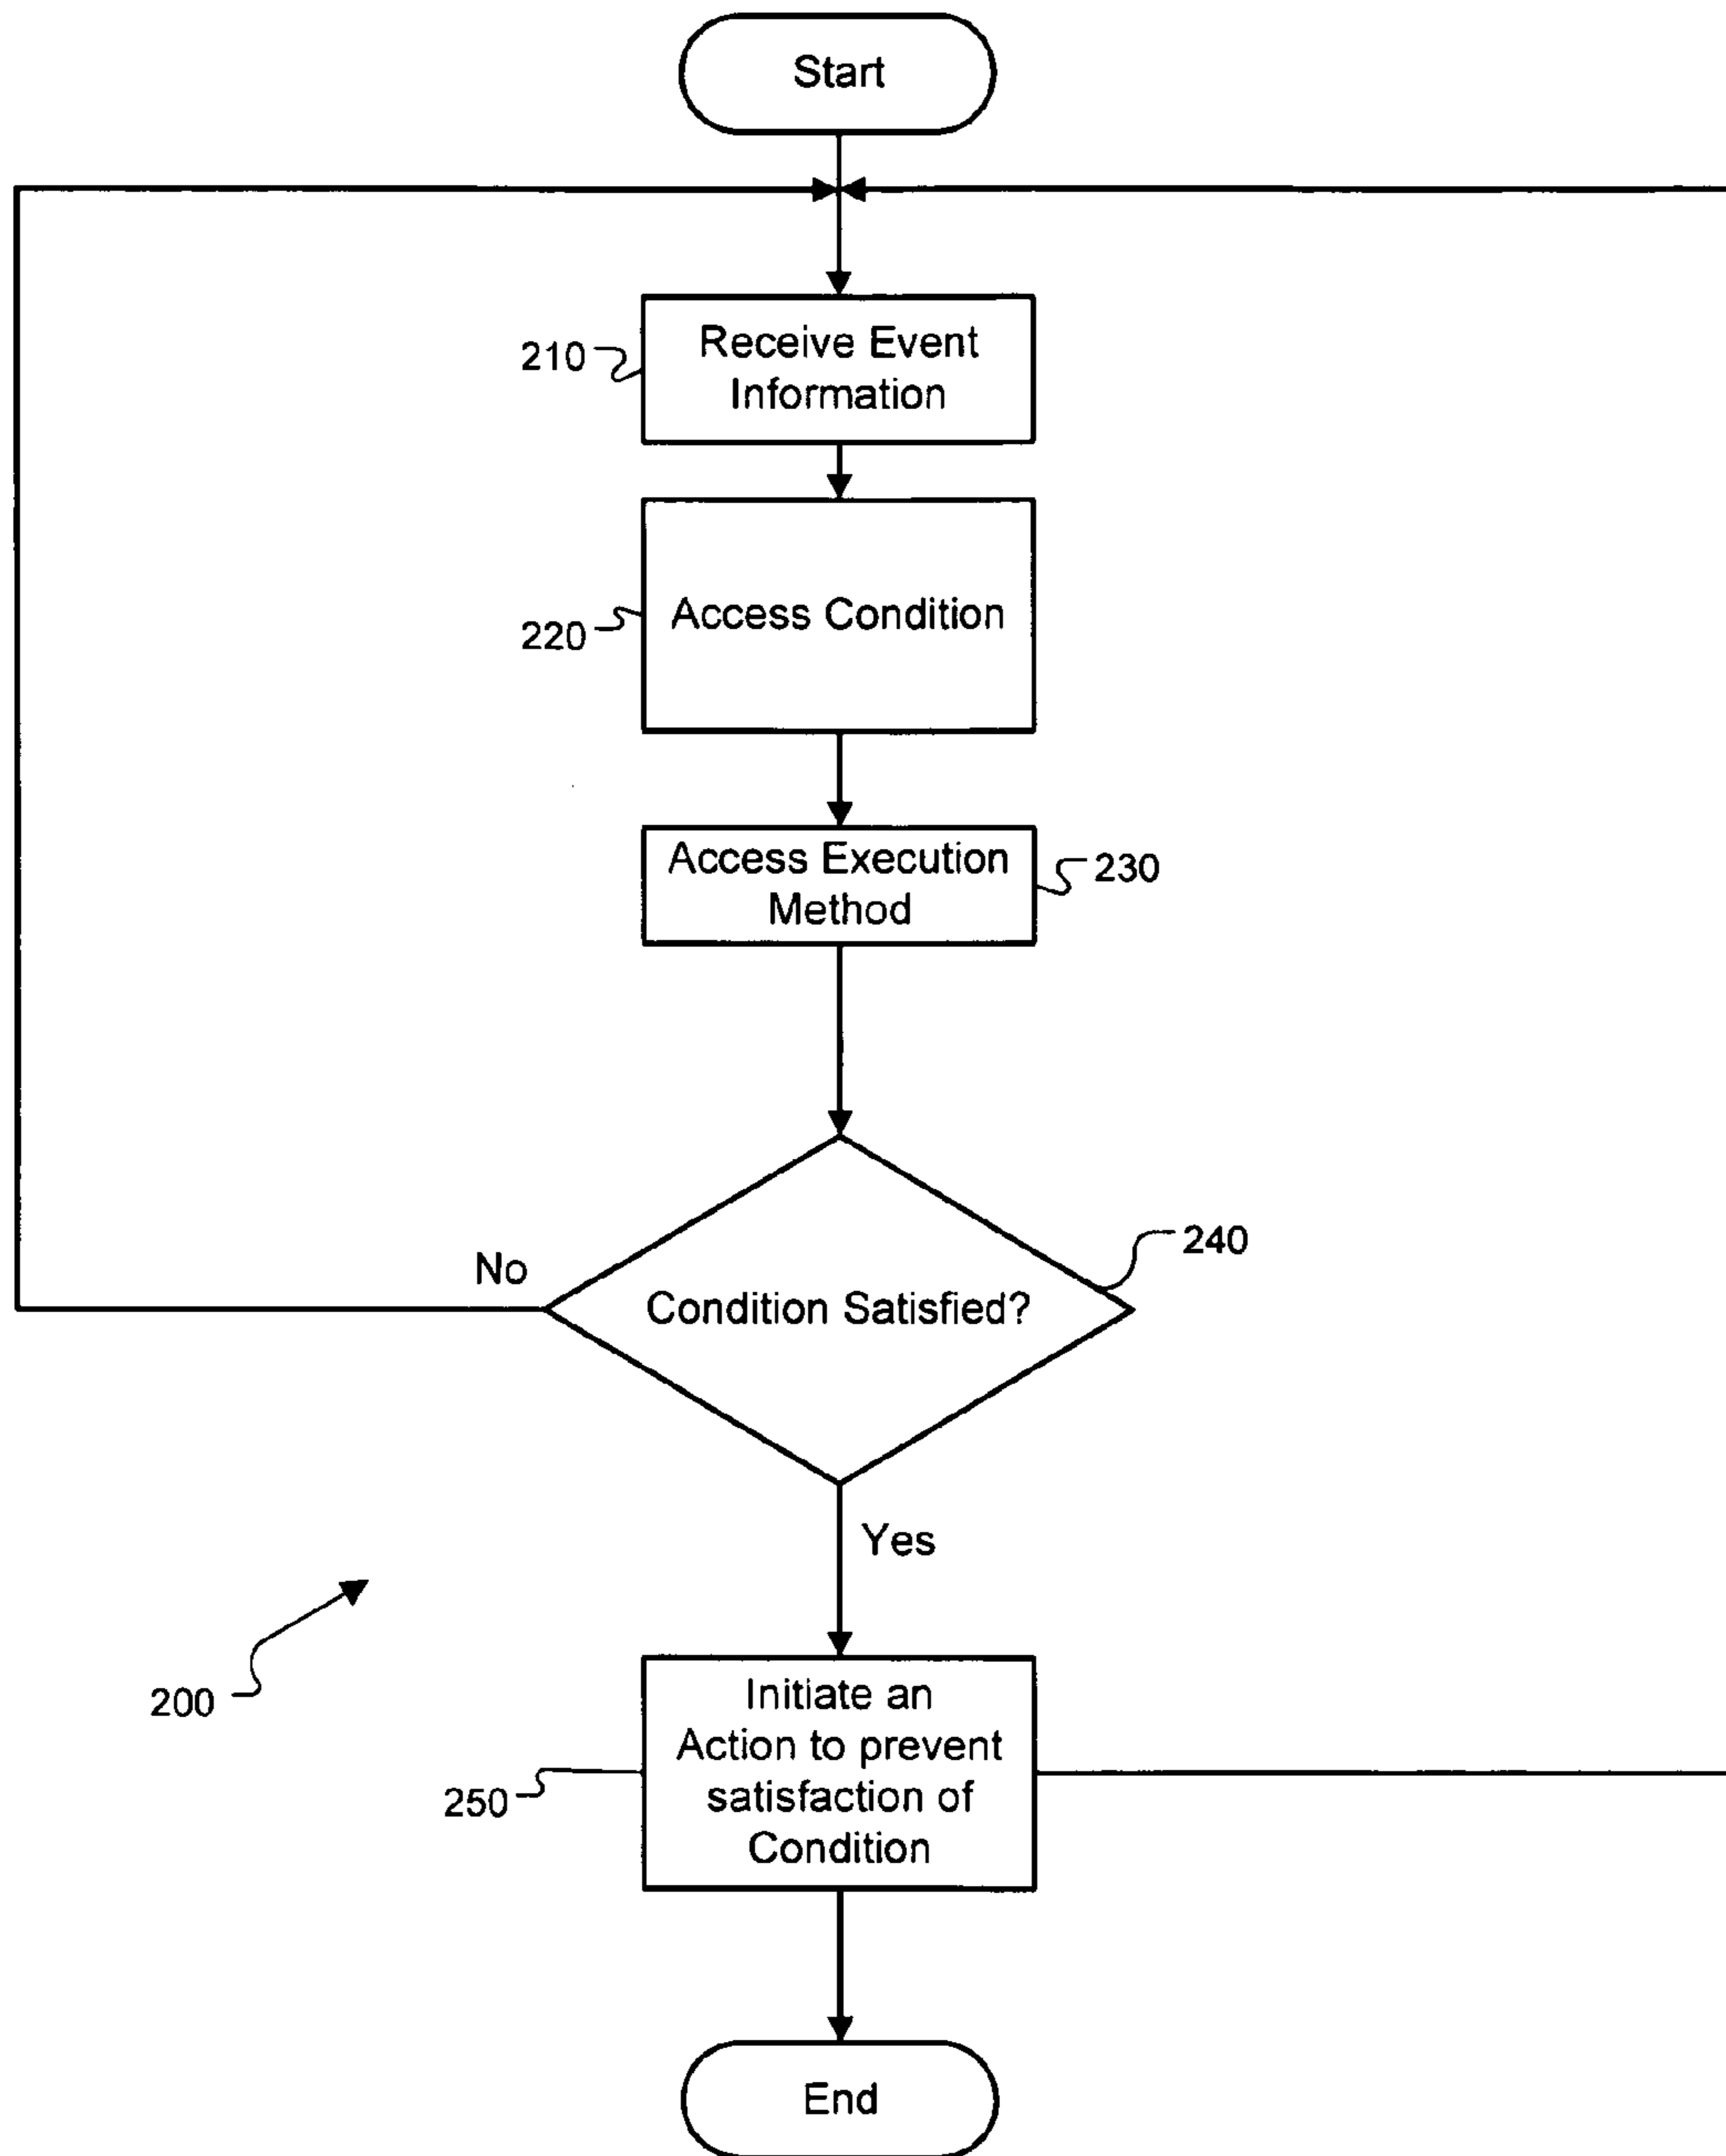 Start
210
Receive Event
Information
220
Access Condition
Access Execution
Method
230
240
No
Condition Satisfied?
Yes
200
Initiate an
Action to prevent
satisfaction of
Condition
250
End